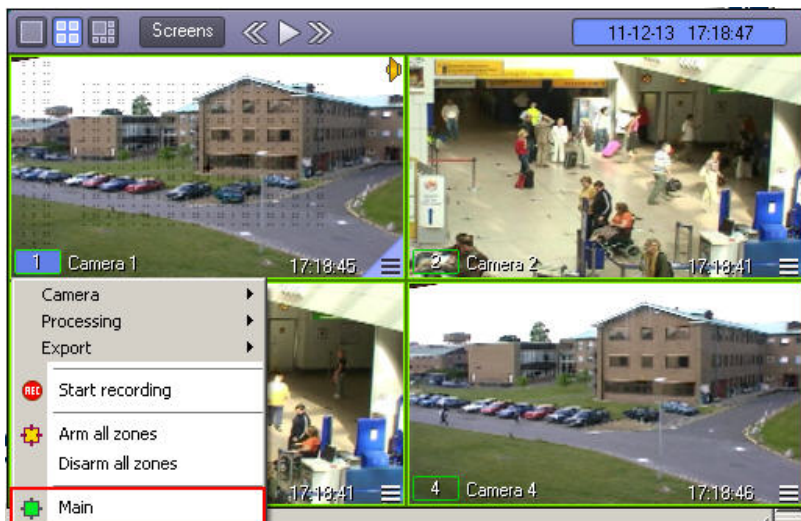 Screens
11-12-13 17:18:47
1 Camera 1 17:18:45
2 Camera 2 17:18:41
Camera
Processing
Export
REC Start recording
Arm all zones
Disarm all zones
Main
17:18:41
4 Camera 4 17:18:46